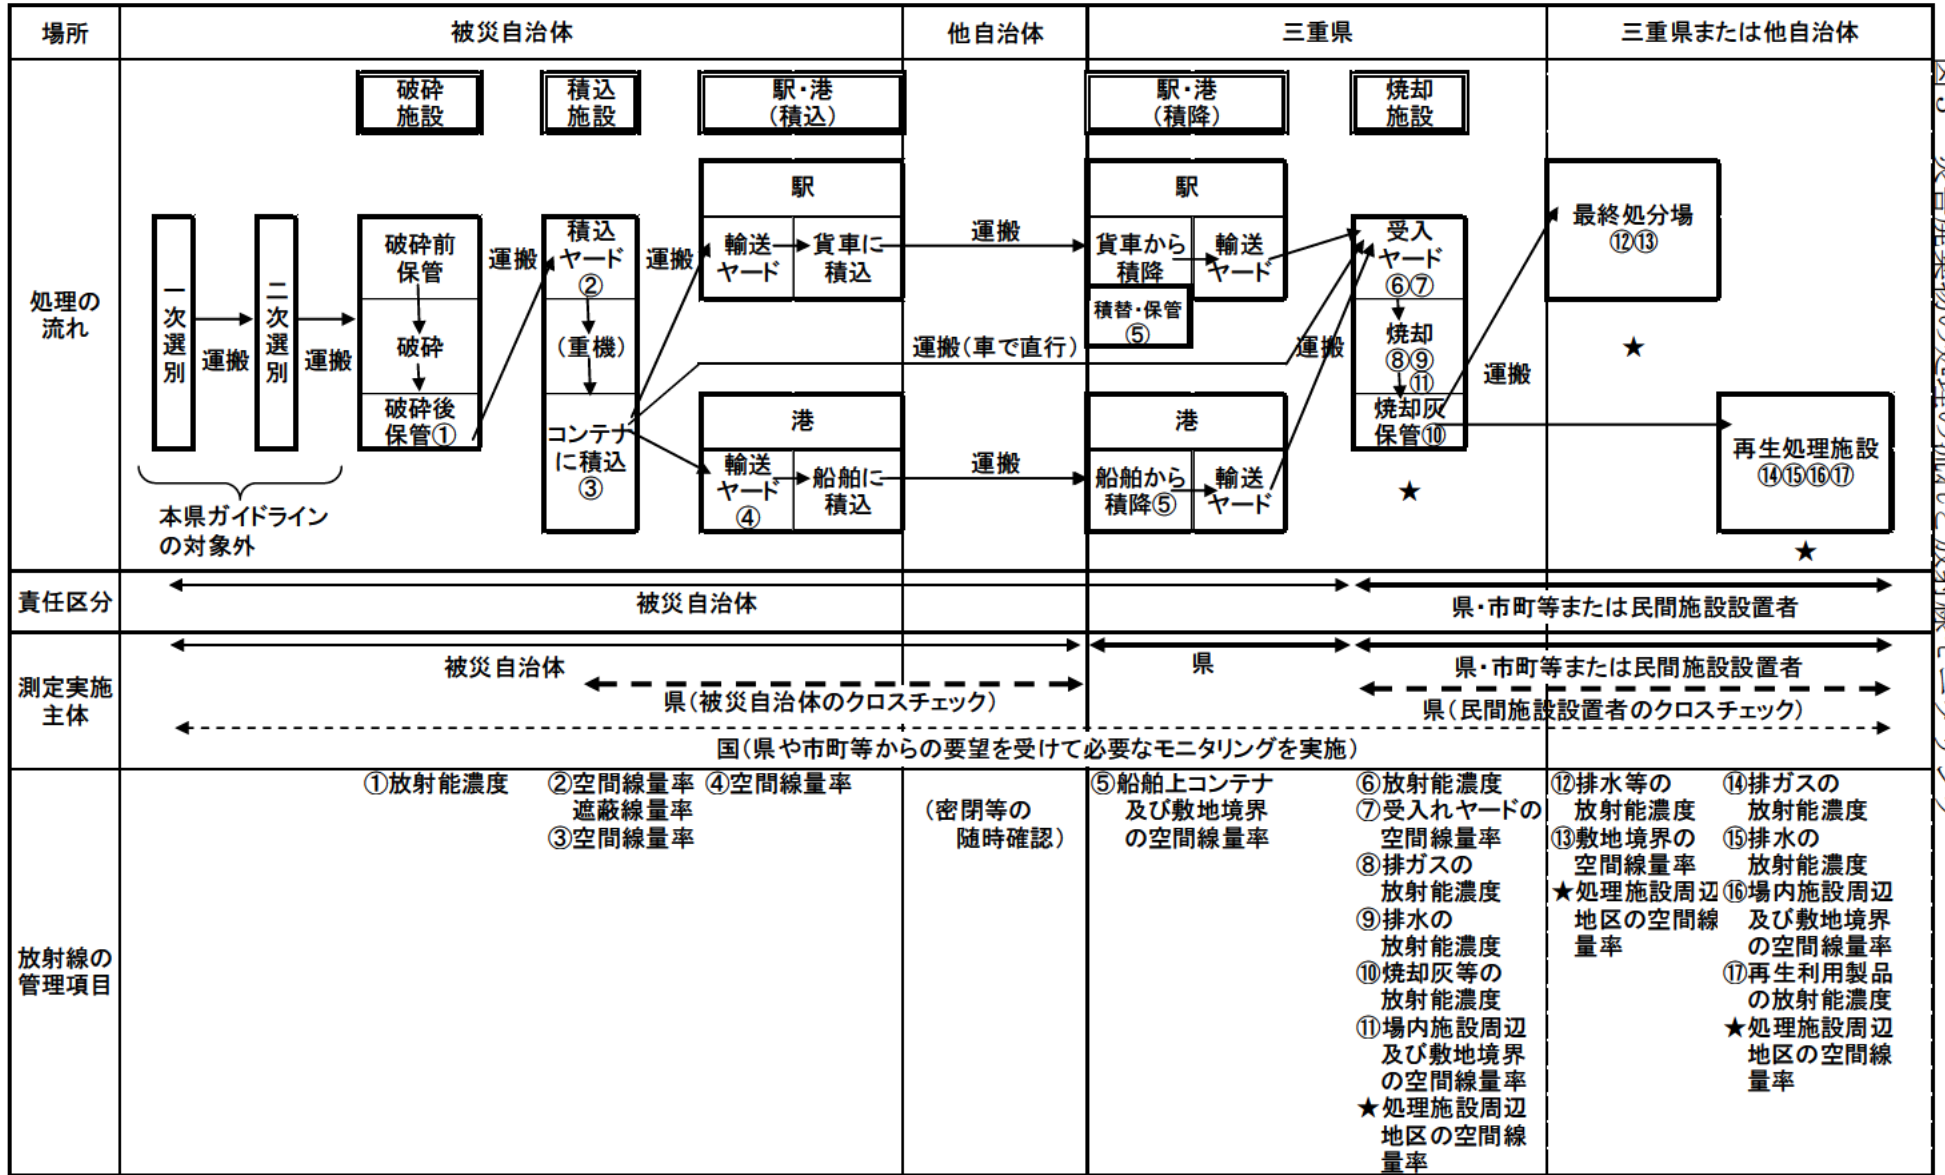 場所
被災自治体
他自治体
三重県
三重県または他自治体
処理の
流れ
破砕
施設
積込
施設
駅・港
（積込）
駅・港
（積降）
焼却
施設
一次選別
運搬
二次選別
運搬
破砕前
保管
破砕
破砕後
保管①
運搬
積込
ヤード
②
（重機）
コンテナ
に積込
③
運搬
駅
輸送
ヤード
貨車に
積込
運搬
駅
貨車から
積降
輸送
ヤード
積替・保管
⑤
運搬（車で直行）
運搬
港
輸送
ヤード
④
船舶に
積込
運搬
港
船舶から
積降⑤
輸送
ヤード
受入
ヤード
⑥⑦
焼却
⑧⑨
⑪
焼却灰
保管⑩
★
運搬
最終処分場
⑫⑬
★
再生処理施設
⑭⑮⑯⑰
★
本県ガイドライン
の対象外
責任区分
被災自治体
県・市町等または民間施設設置者
測定実施
主体
被災自治体
県
県・市町等または民間施設設置者
県（被災自治体のクロスチェック）
県（民間施設設置者のクロスチェック）
国（県や市町等からの要望を受けて必要なモニタリングを実施）
放射線の
管理項目
①放射能濃度
②空間線量率
遮蔽線量率
③空間線量率
④空間線量率
（密閉等の
随時確認）
⑤船舶上コンテナ
及び敷地境界
の空間線量率
⑥放射能濃度
⑦受入れヤードの
空間線量率
⑧排ガスの
放射能濃度
⑨排水の
放射能濃度
⑩焼却灰等の
放射能濃度
⑪場内施設周辺
及び敷地境界
の空間線量率
★処理施設周辺
地区の空間線
量率
⑫排水等の
放射能濃度
⑬敷地境界の
空間線量率
★処理施設周辺
地区の空間線
量率
⑭排ガスの
放射能濃度
⑮排水の
放射能濃度
⑯場内施設周辺
及び敷地境界
の空間線量率
⑰再生利用製品
の放射能濃度
★処理施設周辺
地区の空間線
量率